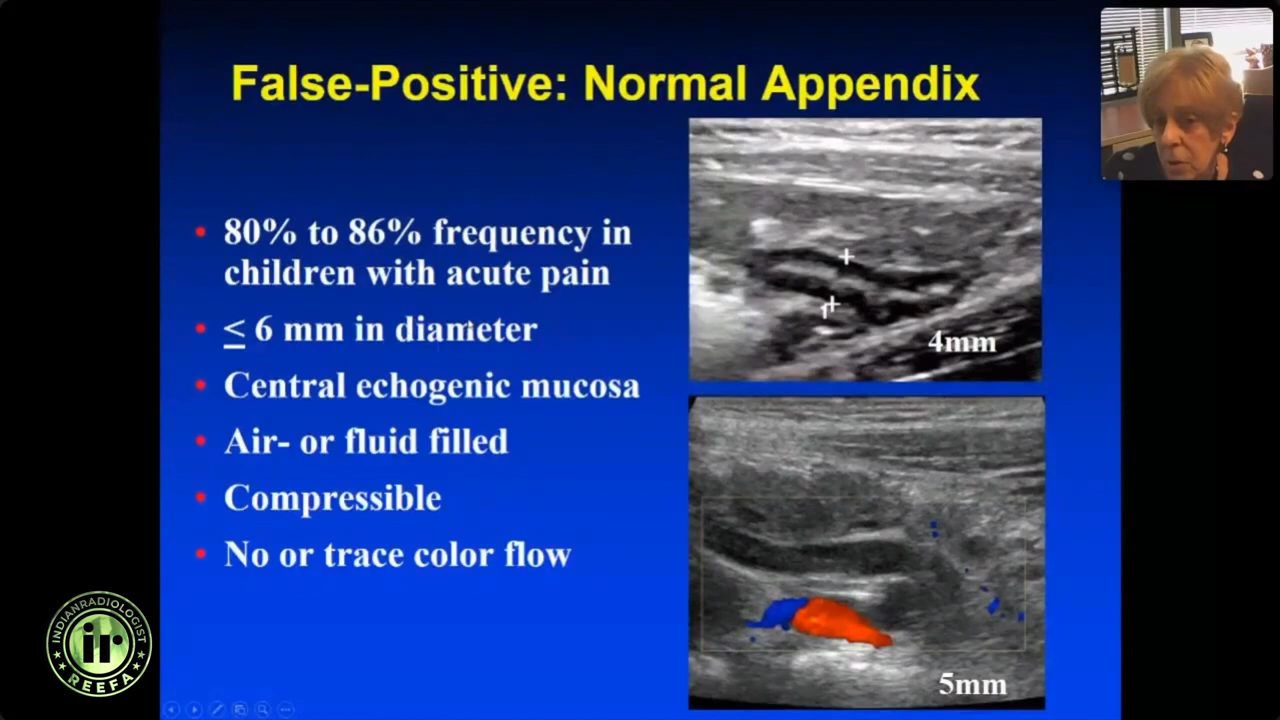 False-Positive: Normal Appendix
• 80% to 86% frequency in
children with acute pain
• ≤ 6 mm in diameter
• Central echogenic mucosa
• Air- or fluid filled
• Compressible
• No or trace color flow
4mm
5mm
INDIANRADIOLOGIST
ir
REEFA